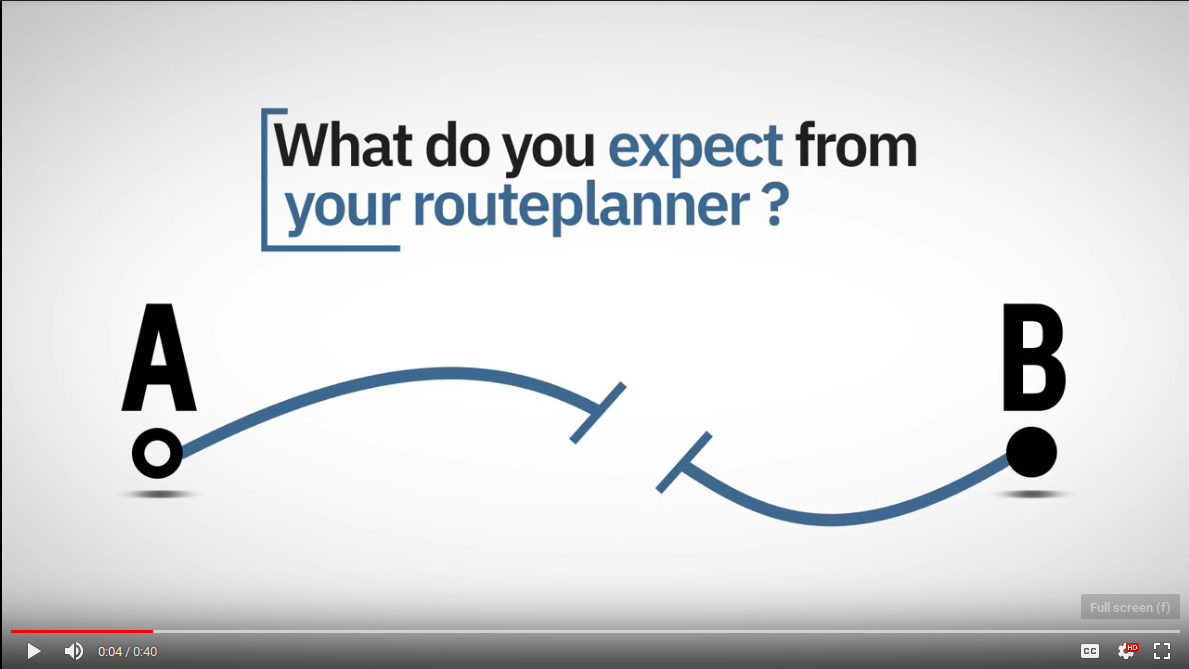 What do you expect from
your routeplanner ?
A
B
Full screen (f)
0:04 / 0:40
CC
HD